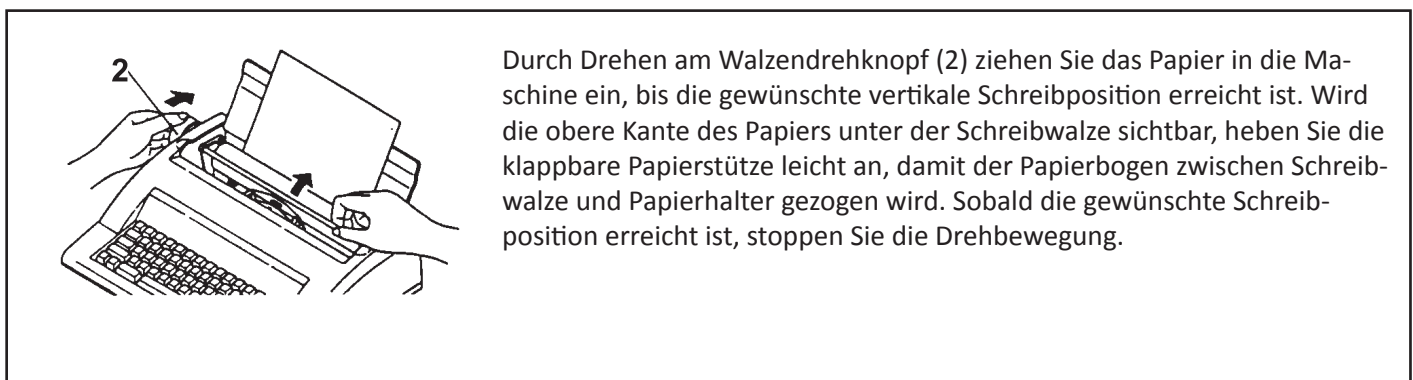 2
Durch Drehen am Walzendrehknopf (2) ziehen Sie das Papier in die Ma-
schine ein, bis die gewünschte vertikale Schreibposition erreicht ist. Wird
die obere Kante des Papiers unter der Schreibwalze sichtbar, heben Sie die
klappbare Papierstütze leicht an, damit der Papierbogen zwischen Schreib-
walze und Papierhalter gezogen wird. Sobald die gewünschte Schreib-
position erreicht ist, stoppen Sie die Drehbewegung.